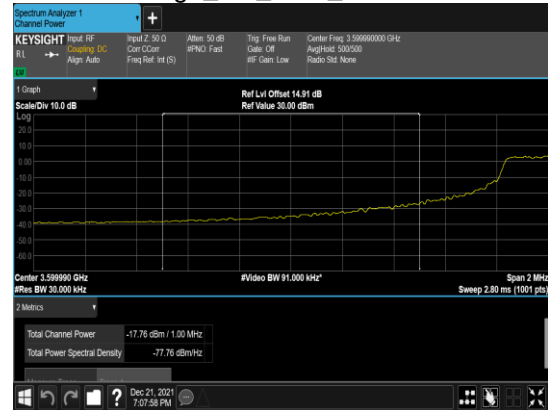 Spectrum Analyzer 1
Channel Power
+
KEYSIGHT
RL
Input: RF
Coupling: DC
Align: Auto
Input Z: 50 Ω
Corr CCorr
Freq Ref: Int (S)
Atten: 50 dB
#PNO: Fast
Trig: Free Run
Gate: Off
#IF Gain: Low
Center Freq: 3.599990000 GHz
Avg|Hold: 500/500
Radio Std: None
1 Graph
Scale/Div 10.0 dB
Ref Lvl Offset 14.91 dB
Ref Value 30.00 dBm
Log
20.0
10.0
0.00
-10.0
-20.0
-30.0
-40.0
-50.0
-60.0
Center 3.599990 GHz
#Video BW 91.000 kHz*
Span 2 MHz
#Res BW 30.000 kHz
Sweep 2.80 ms (1001 pts)
2 Metrics
Total Channel Power -17.76 dBm / 1.00 MHz
Total Power Spectral Density -77.76 dBm/Hz
?
Dec 21, 2021
7:07:58 PM